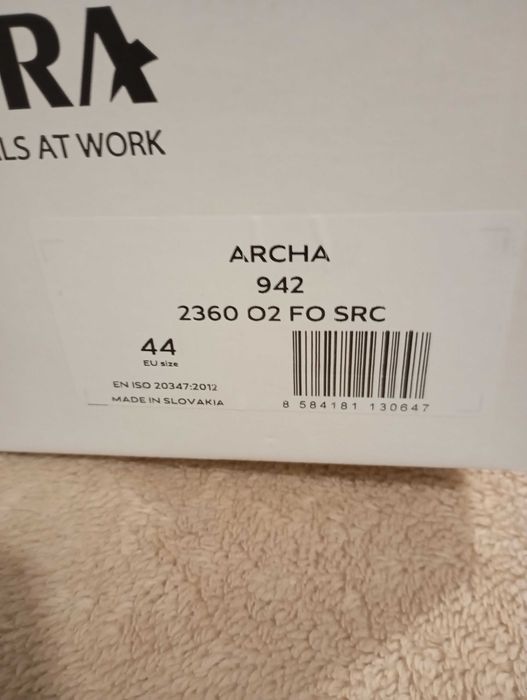 RA
LS AT WORK
ARCHA
942
2360 O2 FO SRC
44
EU size
EN ISO 20347:2012
MADE IN SLOVAKIA
8 584181 130647